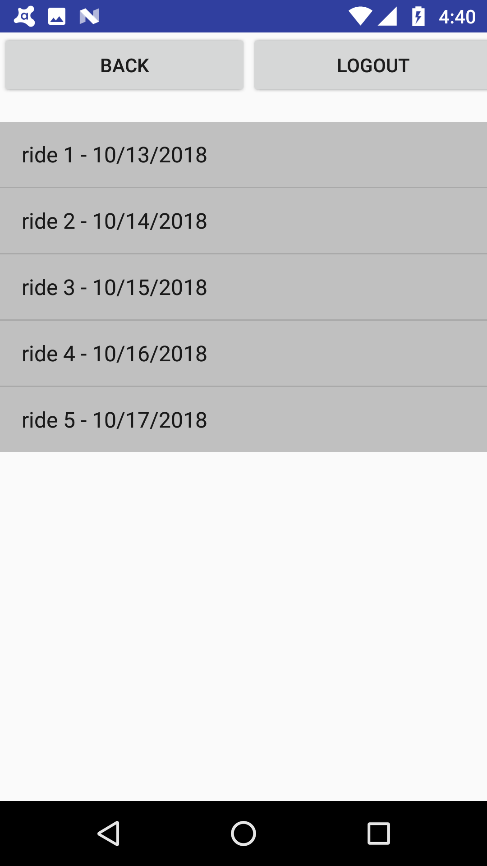 4:40
BACK LOGOUT
ride 1 - 10/13/2018
ride 2 - 10/14/2018
ride 3 - 10/15/2018
ride 4 - 10/16/2018
ride 5 - 10/17/2018